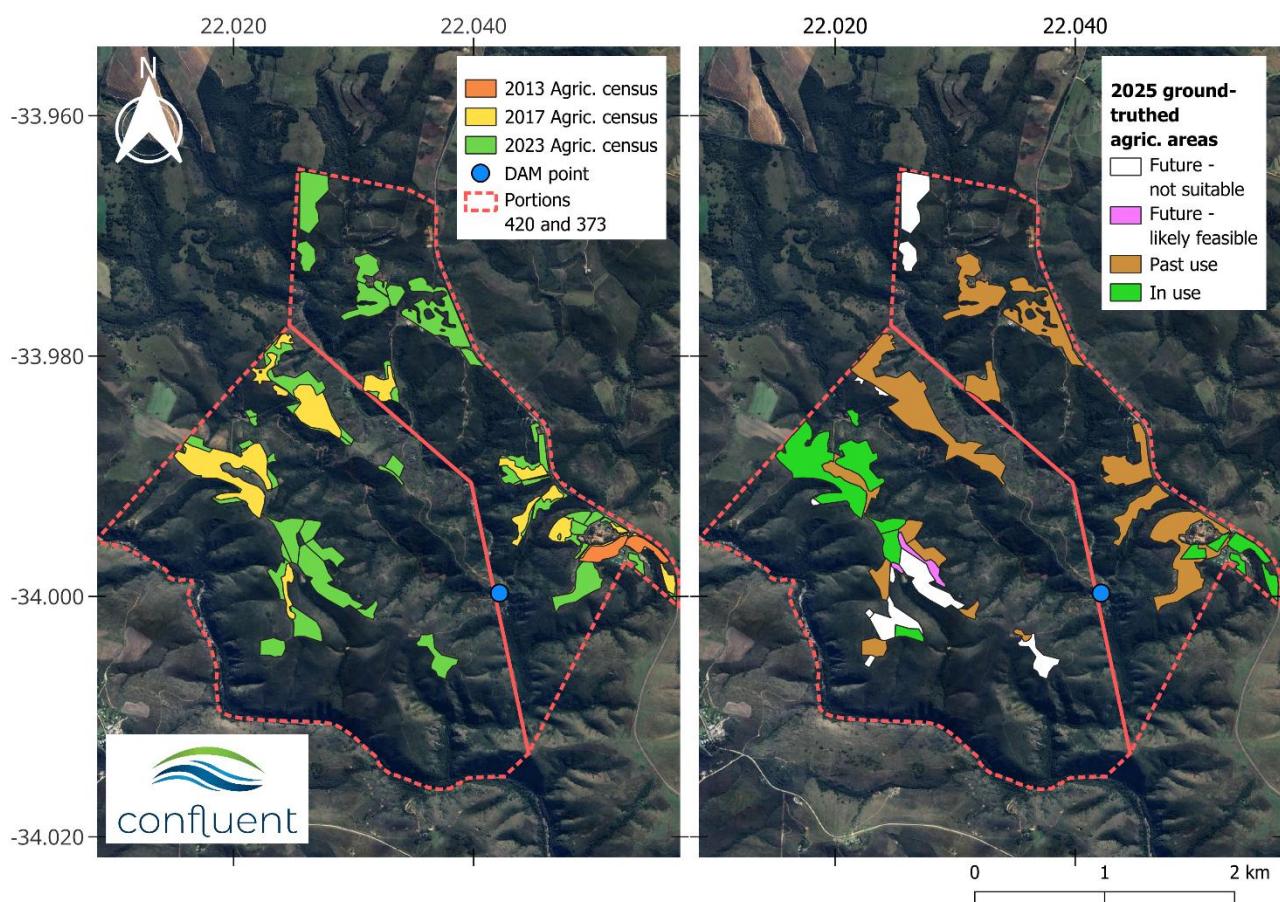 22.020
22.040
22.020
22.040
-33.960
-33.980
-34.000
-34.020
N
2013 Agric. census
2017 Agric. census
2023 Agric. census
DAM point
Portions
420 and 373
2025 ground-
truthed
agric. areas
Future -
not suitable
Future -
likely feasible
Past use
In use
confluent
0
1
2 km